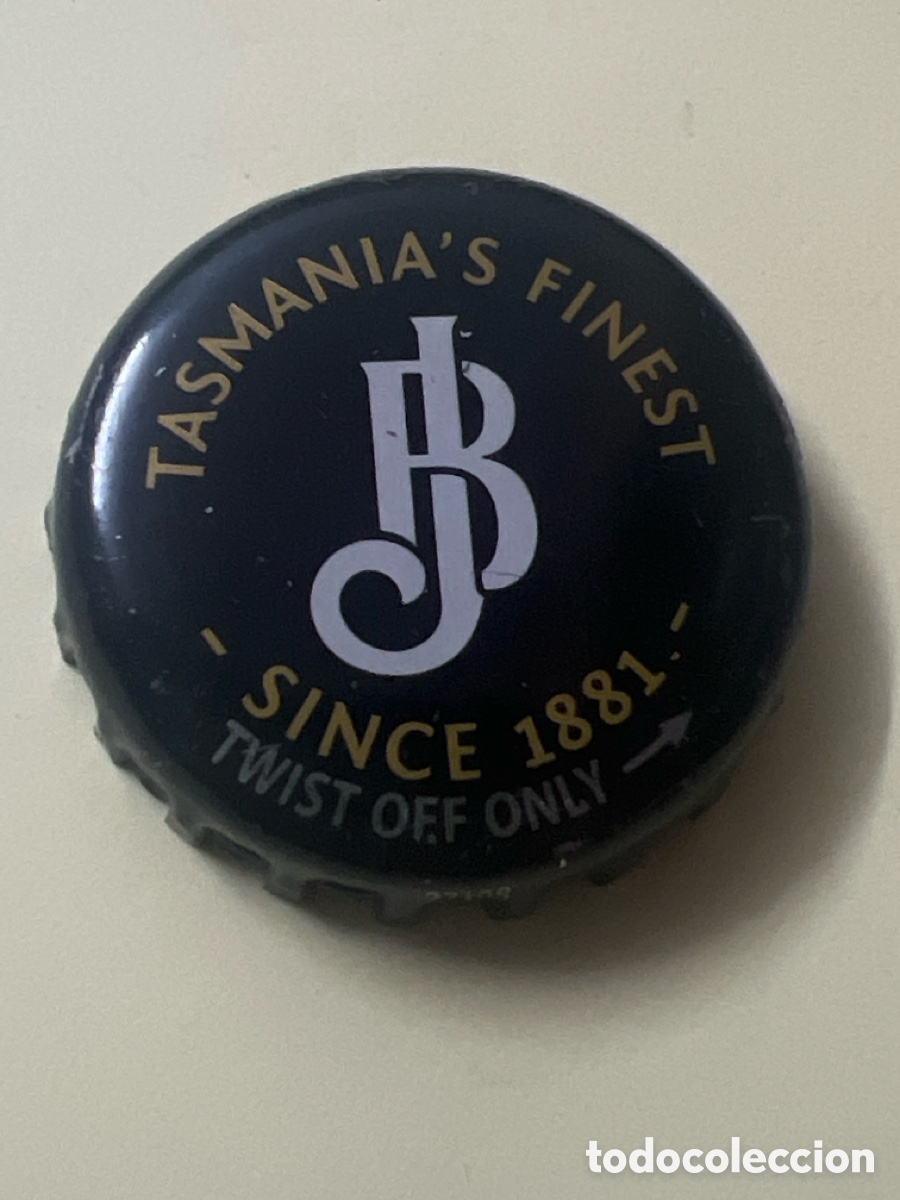 TASMANIA'S FINEST
JB
- SINCE 1881 -
TWIST OFF ONLY →
todocoleccion